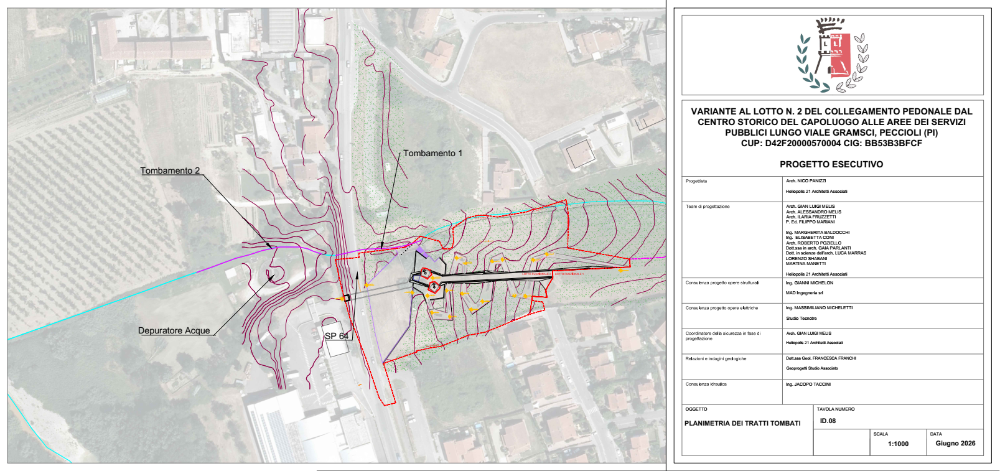 Tombamento 1
Tombamento 2
LOTTO FUNZIONALE 2
LOTTO FUNZIONALE 1
Depuratore Acque
SP 64
VARIANTE AL LOTTO N. 2 DEL COLLEGAMENTO PEDONALE DAL
CENTRO STORICO DEL CAPOLUOGO ALLE AREE DEI SERVIZI
PUBBLICI LUNGO VIALE GRAMSCI, PECCIOLI (PI)
CUP: D42F20000570004 CIG: BB53B3BFCF
PROGETTO ESECUTIVO
Progettista
Arch. NICO PANIZZI
Heliopolis 21 Architetti Associati
Team di progettazione
Arch. GIAN LUIGI MELIS
Arch. ALESSANDRO MELIS
Arch. ILARIA FRUZZETTI
P. Ed. FILIPPO MARIANI
Ing. MARGHERITA BALDOCCHI
Ing. ELISABETTA CONI
Arch. ROBERTO POZIELLO
Dott.ssa in arch. GAIA PARLANTI
Dott. in scienze dell'arch. LUCA MARRAS
LORENZO SHABANI
MARTINA MANETTI
Heliopolis 21 Architetti Associati
Consulenza progetto opere strutturali
Ing. GIANNI MICHELON
MAD Ingegneria srl
Consulenza progetto opere elettriche
Ing. MASSIMILIANO MICHELETTI
Studio Tecnotre
Coordinatore della sicurezza in fase di
progettazione
Arch. GIAN LUIGI MELIS
Heliopolis 21 Architetti Associati
Relazioni e indagini geologiche
Dott.ssa Geol. FRANCESCA FRANCHI
Geoprogetti Studio Associato
Consulenza idraulica
Ing. JACOPO TACCINI
OGGETTO
PLANIMETRIA DEI TRATTI TOMBATI
TAVOLA NUMERO
ID.08
SCALA
1:1000
DATA
Giugno 2026